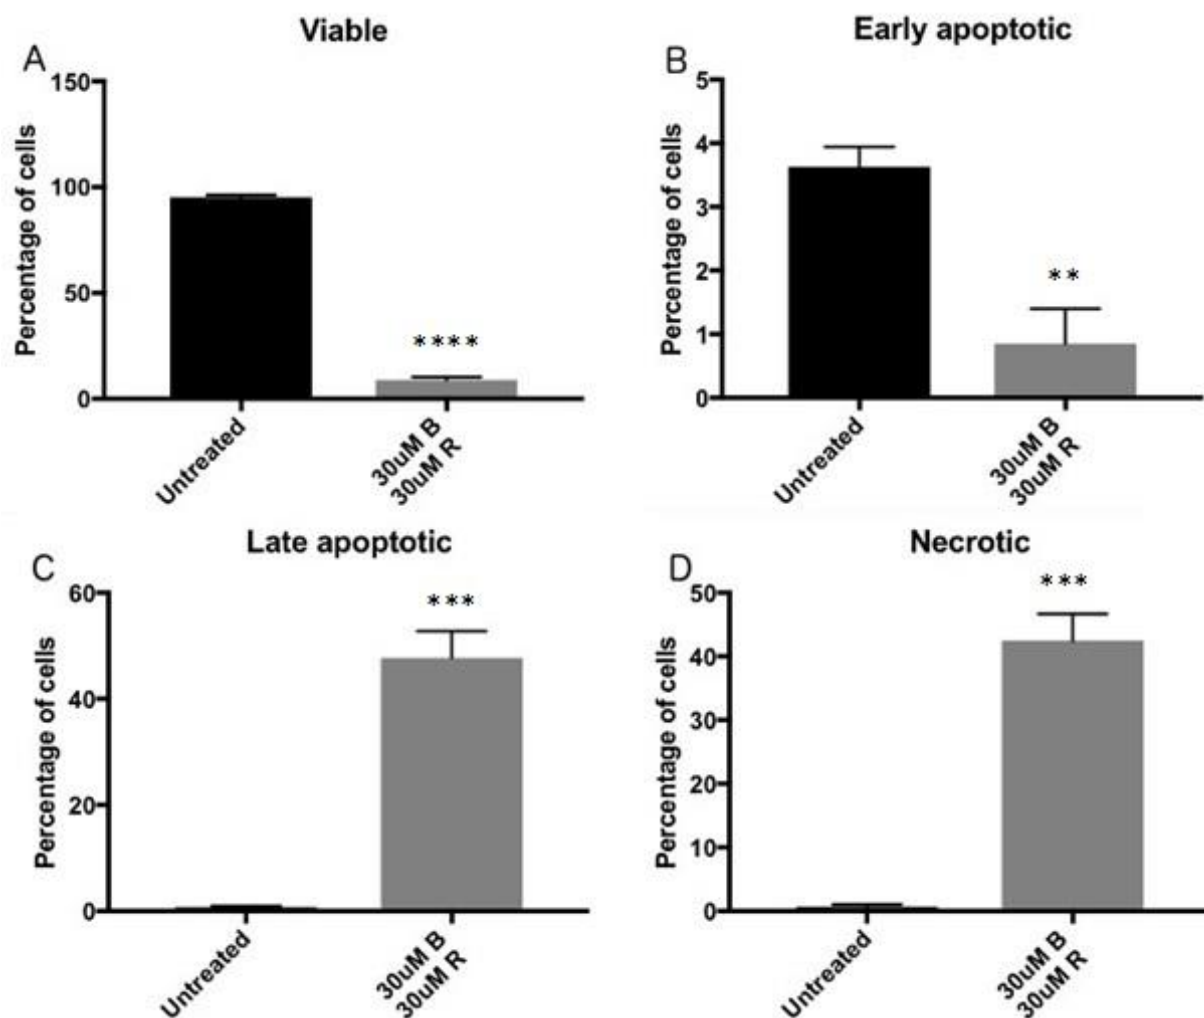 A
Viable
Percentage of cells
150
100
50
0
****
Untreated
30uM B
30uM R
B
Early apoptotic
Percentage of cells
5
4
3
2
1
0
**
Untreated
30uM B
30uM R
C
Late apoptotic
Percentage of cells
60
40
20
0
***
Untreated
30uM B
30uM R
D
Necrotic
Percentage of cells
50
40
30
20
10
0
***
Untreated
30uM B
30uM R